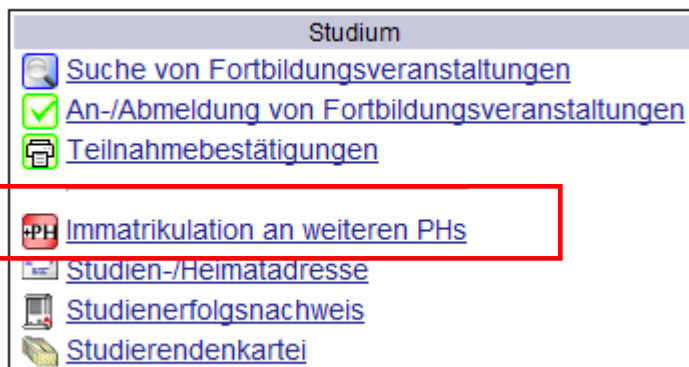 Studium
Suche von Fortbildungsveranstaltungen
An-/Abmeldung von Fortbildungsveranstaltungen
Teilnahmebestätigungen
+PH Immatrikulation an weiteren PHs
Studien-/Heimatadresse
Studienerfolgsnachweis
Studierendenkartei